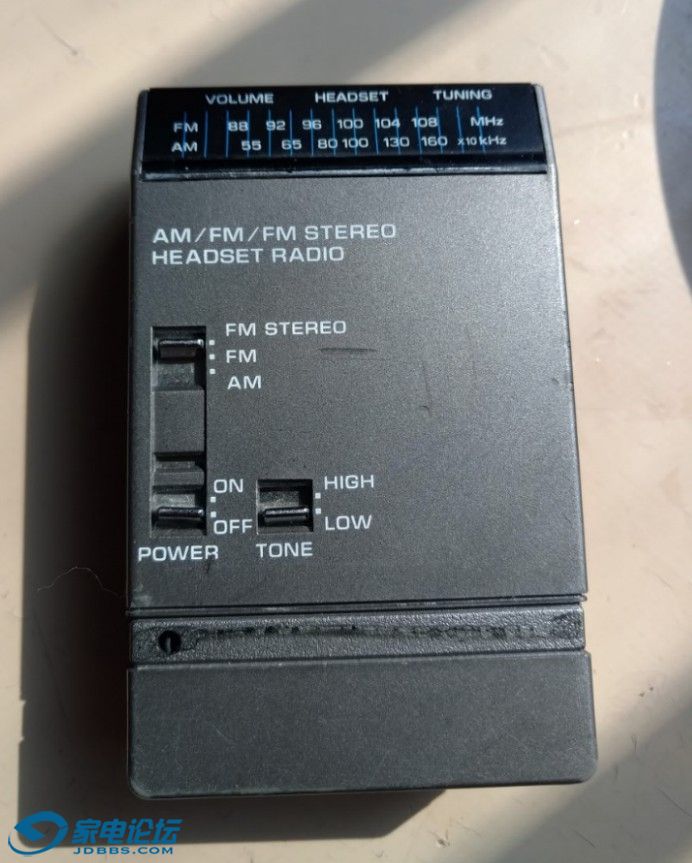 VOLUME HEADSET TUNING
FM 88 92 96 100 104 108 MHz
AM 55 65 80 100 130 160 x10kHz
AM/FM/FM STEREO
HEADSET RADIO
FM STEREO
FM
AM
ON
OFF
POWER
HIGH
LOW
TONE
家电论坛
JDBBS.COM